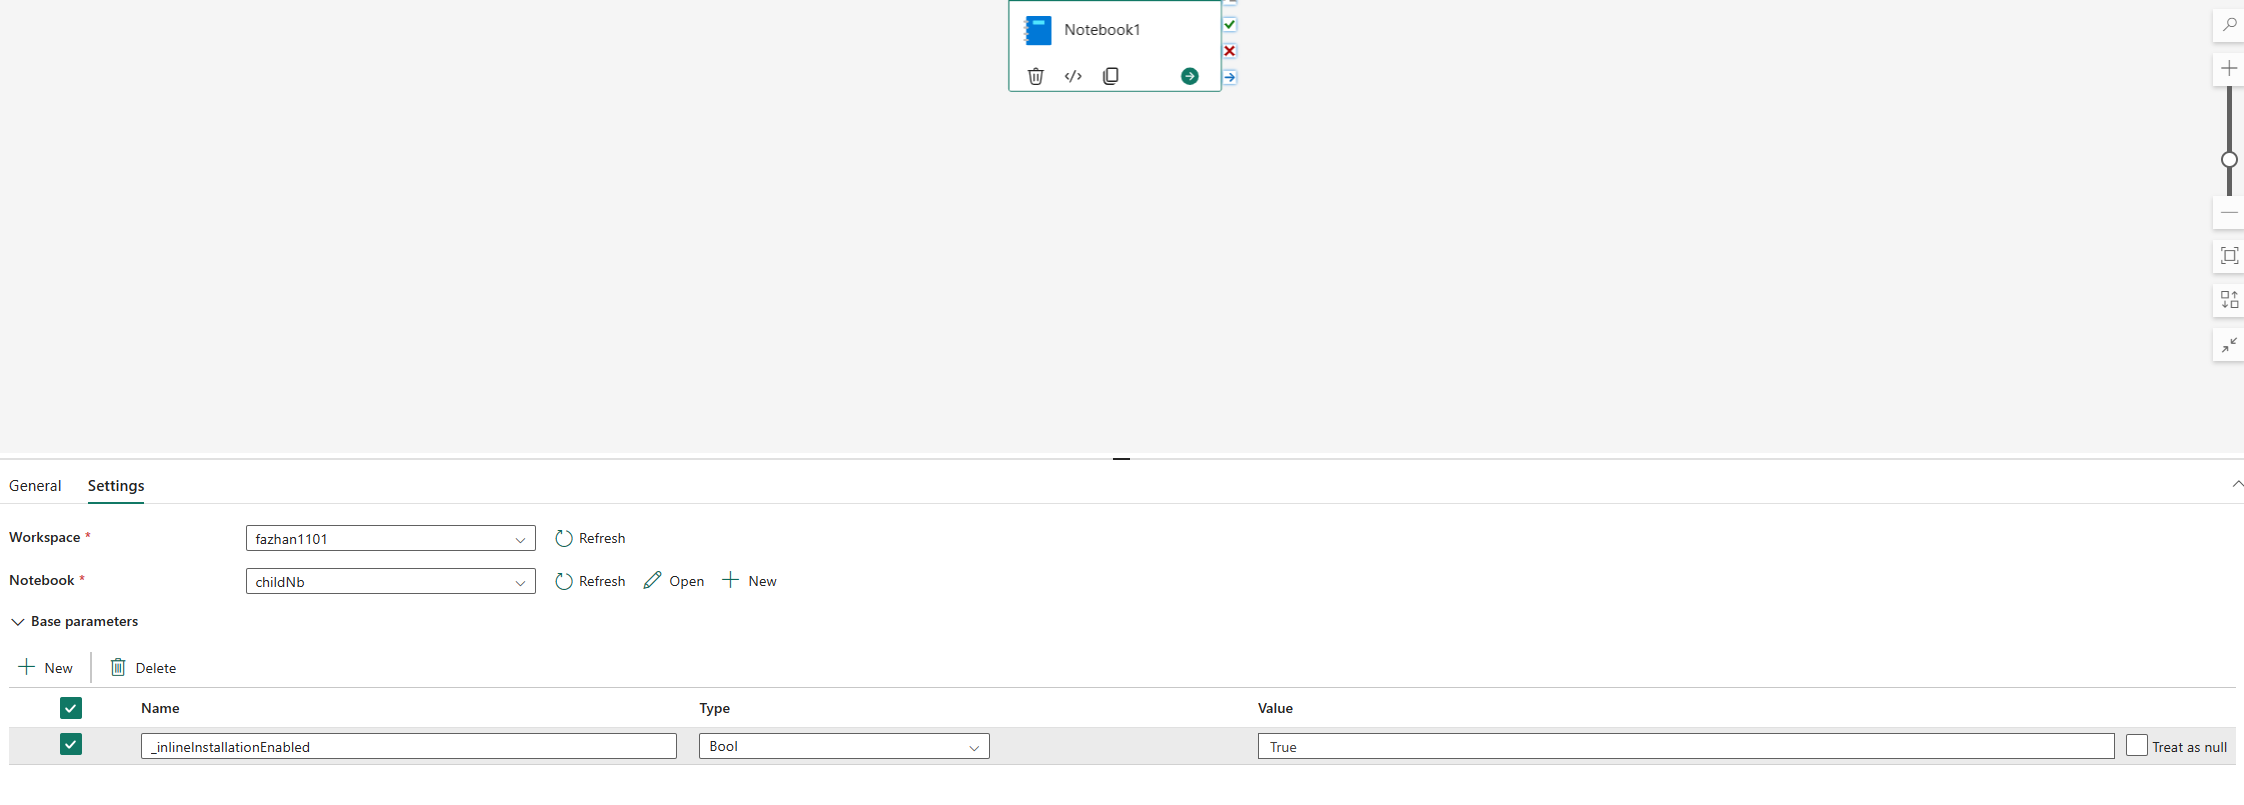 Notebook1
General Settings
Workspace * fazhan1101 Refresh
Notebook * childNb Refresh Open New
Base parameters
New Delete
Name Type Value
_inlineInstallationEnabled Bool True Treat as null